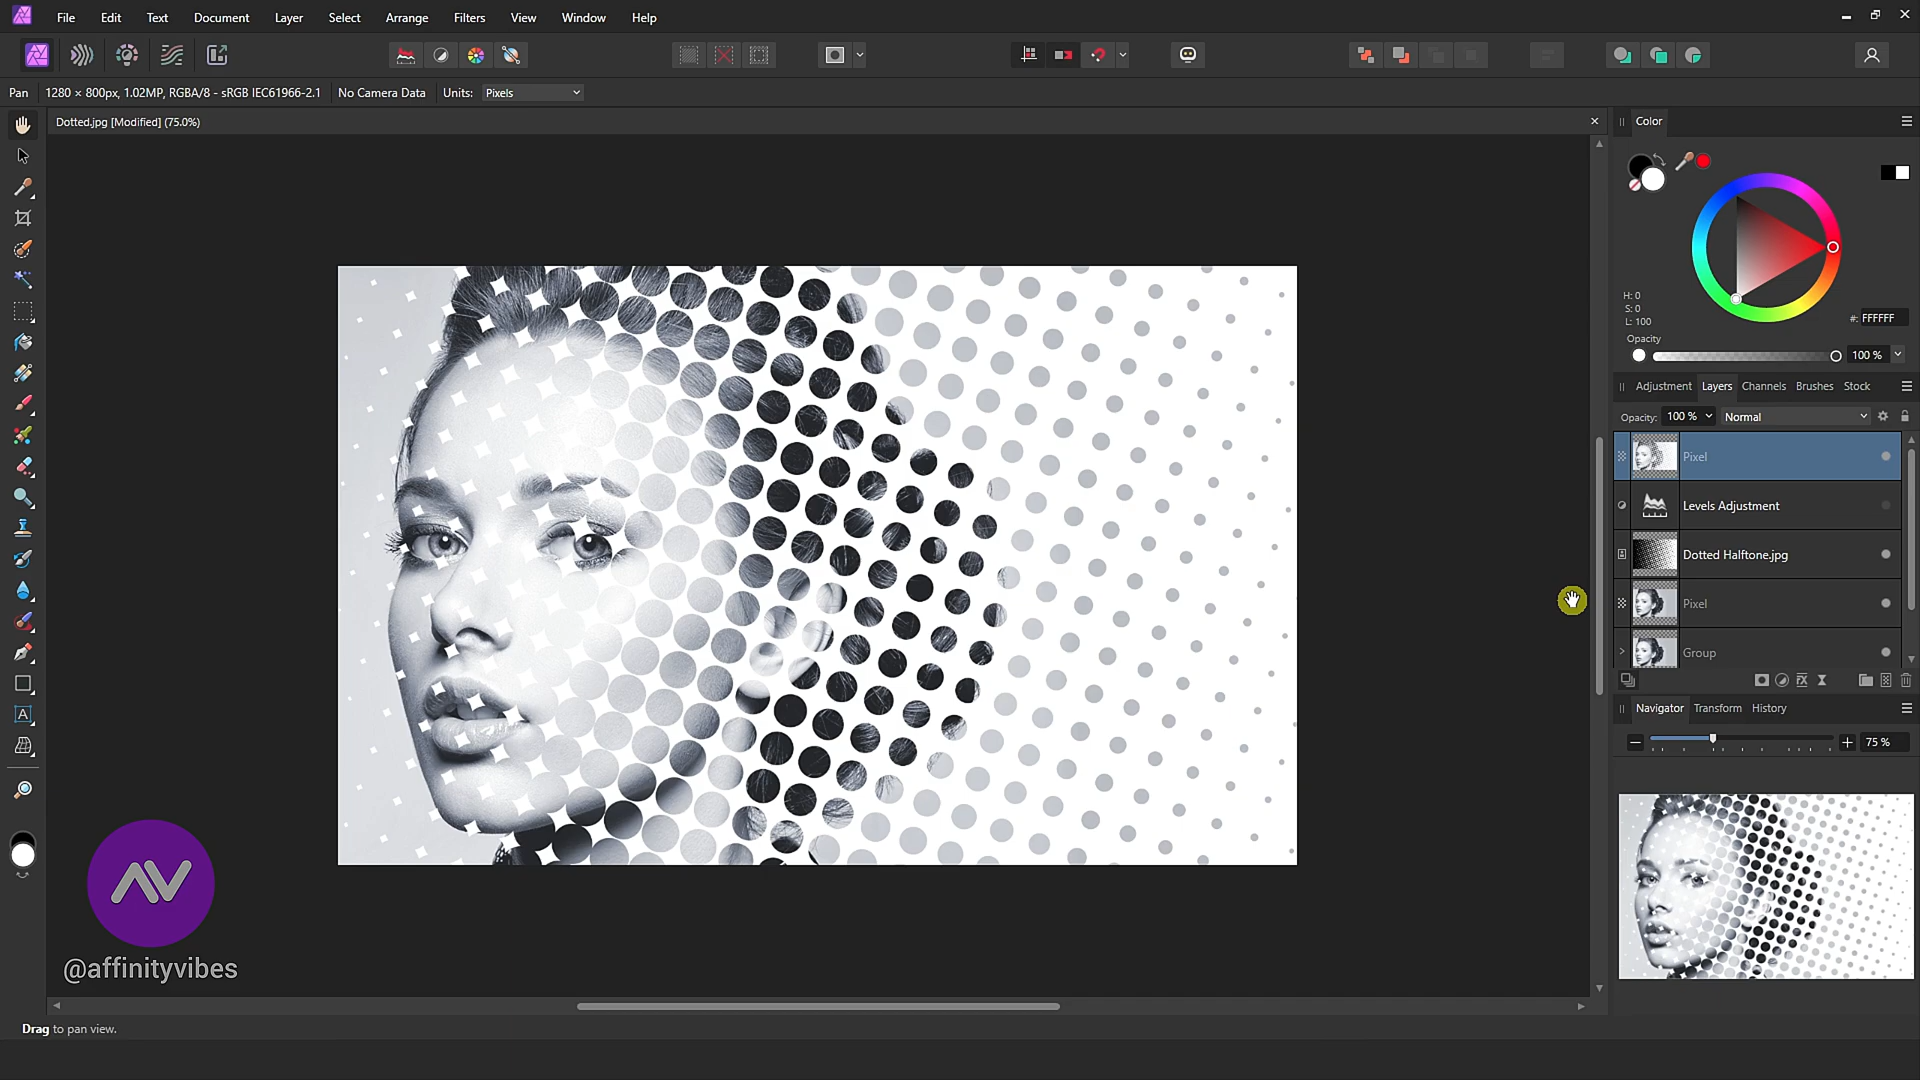 File Edit Text Document Layer Select Arrange Filters View Window Help
Pan 1280 × 800px, 1.02MP, RGBA/8 - sRGB IEC61966-2.1 No Camera Data Units: Pixels
Dotted.jpg [Modified] (75.0%)
Color
H: 0
S: 0
L: 100
#: FFFFFF
Opacity
100 %
Adjustment Layers Channels Brushes Stock
Opacity: 100 % Normal
Pixel
Levels Adjustment
Dotted Halftone.jpg
Pixel
Group
Navigator Transform History
75 %
@affinityvibes
Drag to pan view.